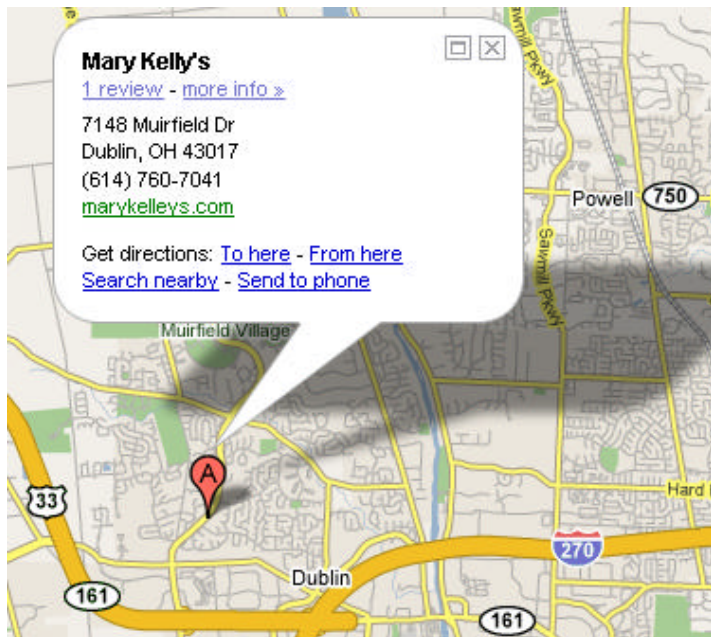 Mary Kelly's
1 review - more info »
7148 Muirfield Dr
Dublin, OH 43017
(614) 760-7041
marykelleys.com
Get directions: To here - From here
Search nearby - Send to phone
Sawmill Pkwy
Powell
750
Sawmill Pkwy
Muirfield Village
A
33
Hard
270
Dublin
161
161